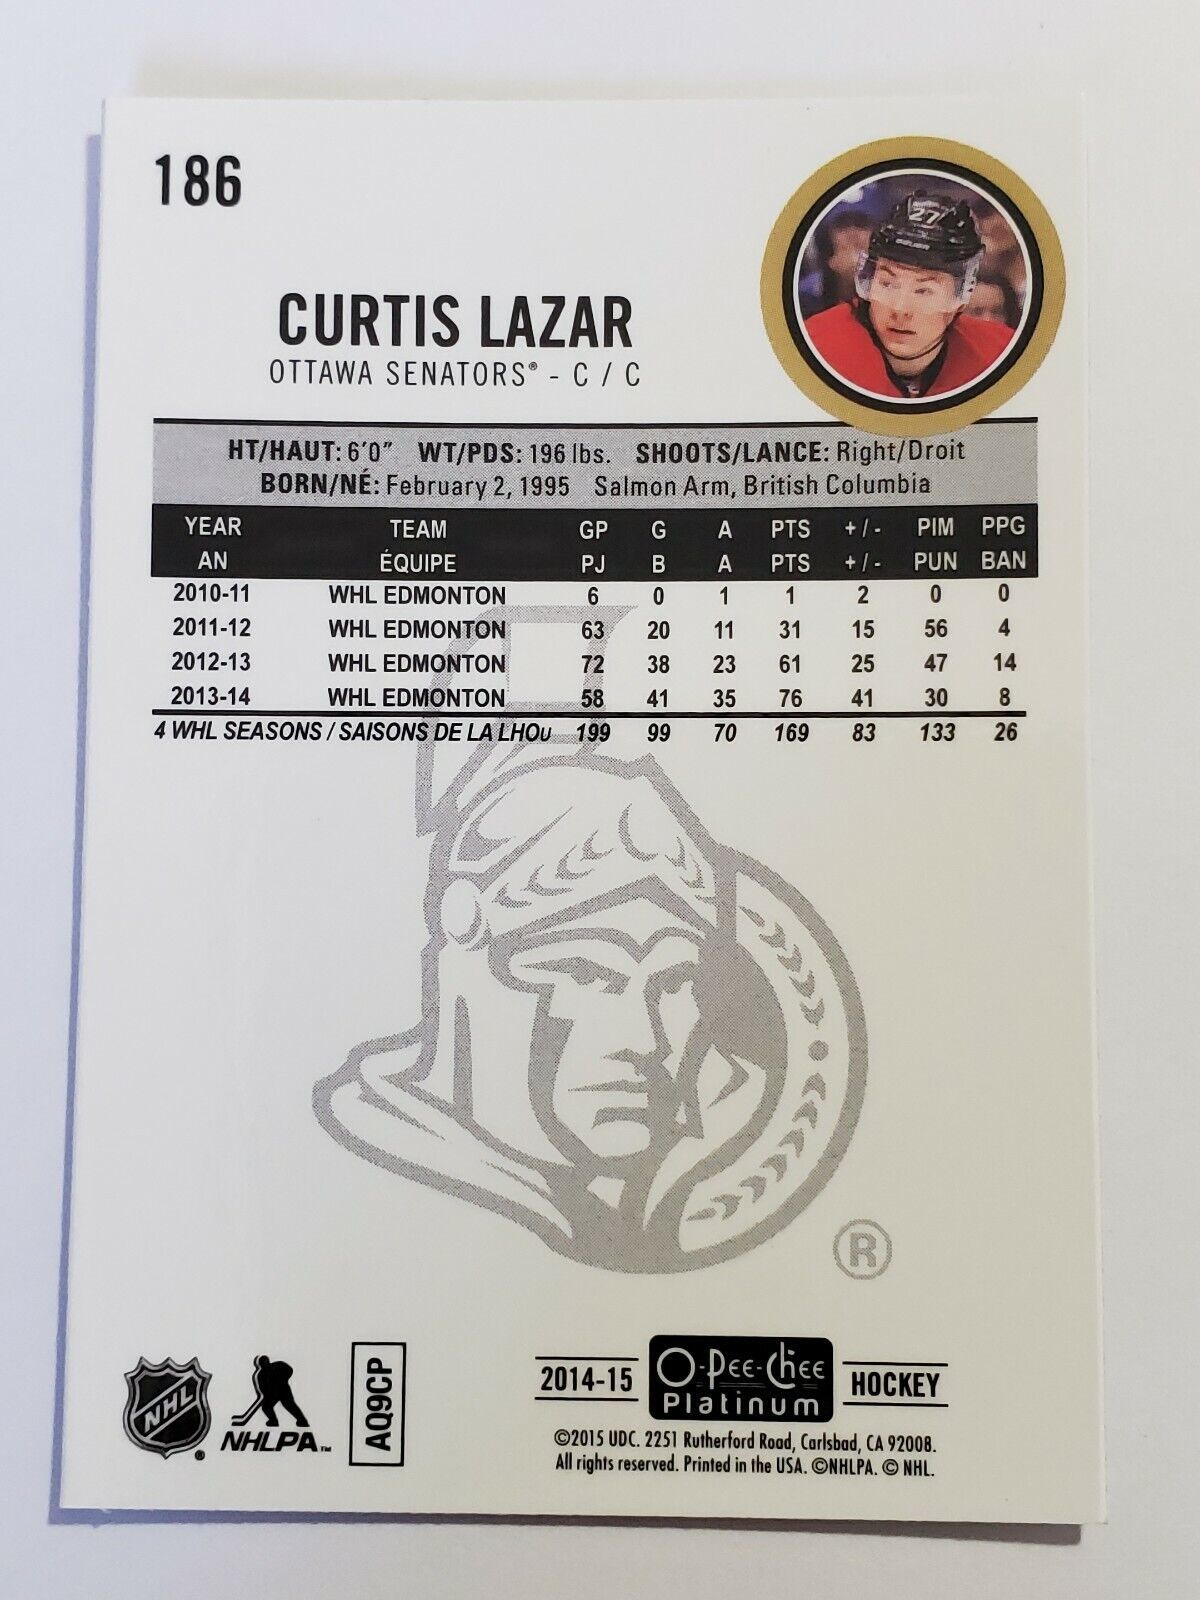 186
27
CURTIS LAZAR
OTTAWA SENATORS® - C / C
HT/HAUT: 6'0" WT/PDS: 196 lbs. SHOOTS/LANCE: Right/Droit
BORN/NÉ: February 2, 1995 Salmon Arm, British Columbia
YEAR TEAM GP G A PTS +/- PIM PPG
AN ÉQUIPE PJ B A PTS +/- PUN BAN
2010-11 WHL EDMONTON 6 0 1 1 2 0 0
2011-12 WHL EDMONTON 63 20 11 31 15 56 4
2012-13 WHL EDMONTON 72 38 23 61 25 47 14
2013-14 WHL EDMONTON 58 41 35 76 41 30 8
4 WHL SEASONS / SAISONS DE LA LHOu 199 99 70 169 83 133 26
®
NHL ®
NHLPA™
AQ9CP
2014-15 O-Pee-Chee HOCKEY
Platinum
©2015 UDC. 2251 Rutherford Road, Carlsbad, CA 92008.
All rights reserved. Printed in the USA. ©NHLPA. © NHL.